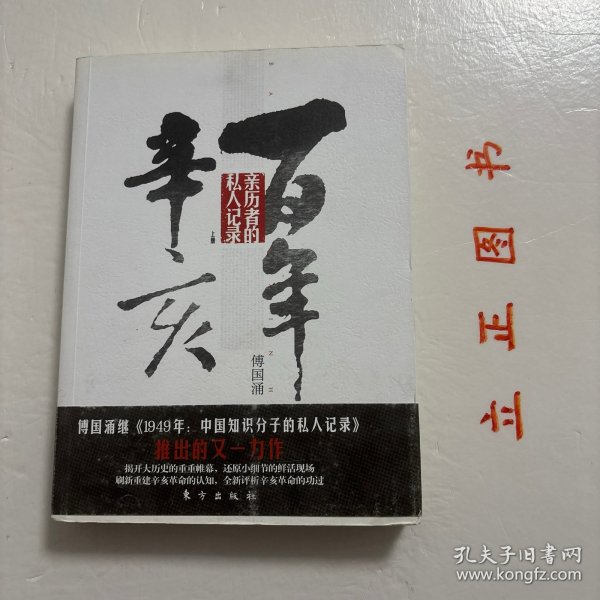 百年
辛亥
亲历者的
私人记录
上册
傅国涌
傅国涌继《1949年:中国知识分子的私人记录》
推出的又一力作
揭开大历史的重重帷幕,还原小细节的鲜活现场
刷新重建辛亥革命的认知,全新评析辛亥革命的功过
东方出版社
立正图书
孔夫子旧书网
www.kongfz.com